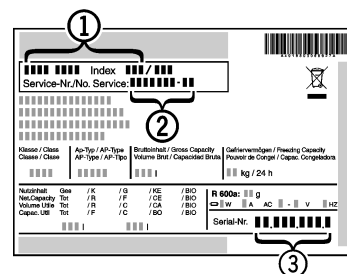 1
Index /
Service-Nr./No. Service: -
2
Klasse / Class
Classe / Clase
Ap-Typ / AP-Type
AP-Type / AP-Tipo
Bruttoinhalt / Gross Capacity
Volume Brut / Capacidad Bruta
Gefriervermögen / Freezing Capacity
Pouvoir de Congel / Capac. Congeladora
l
kg / 24 h
Nutzinhalt Ges / K / G / KE / BIO
Net.Capacity Tot / R / F / CE / BIO
Volume Utile Tot / R / C / CA / BIO
Capac. Util Tot / F / C / BO / BIO
l l
R 600a: g
W A AC - V HZ
Serial-Nr.
3